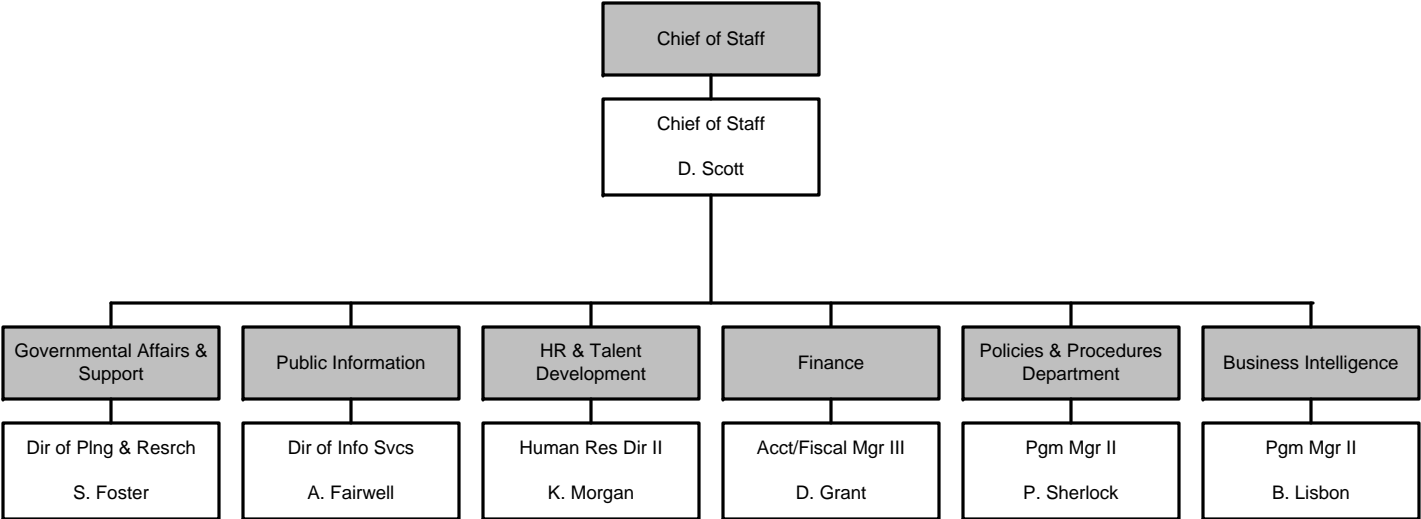 Chief of Staff
Chief of Staff
D. Scott
Governmental Affairs &
Support
Dir of Plng & Resrch
S. Foster
Public Information
Dir of Info Svcs
A. Fairwell
HR & Talent
Development
Human Res Dir II
K. Morgan
Finance
Acct/Fiscal Mgr III
D. Grant
Policies & Procedures
Department
Pgm Mgr II
P. Sherlock
Business Intelligence
Pgm Mgr II
B. Lisbon